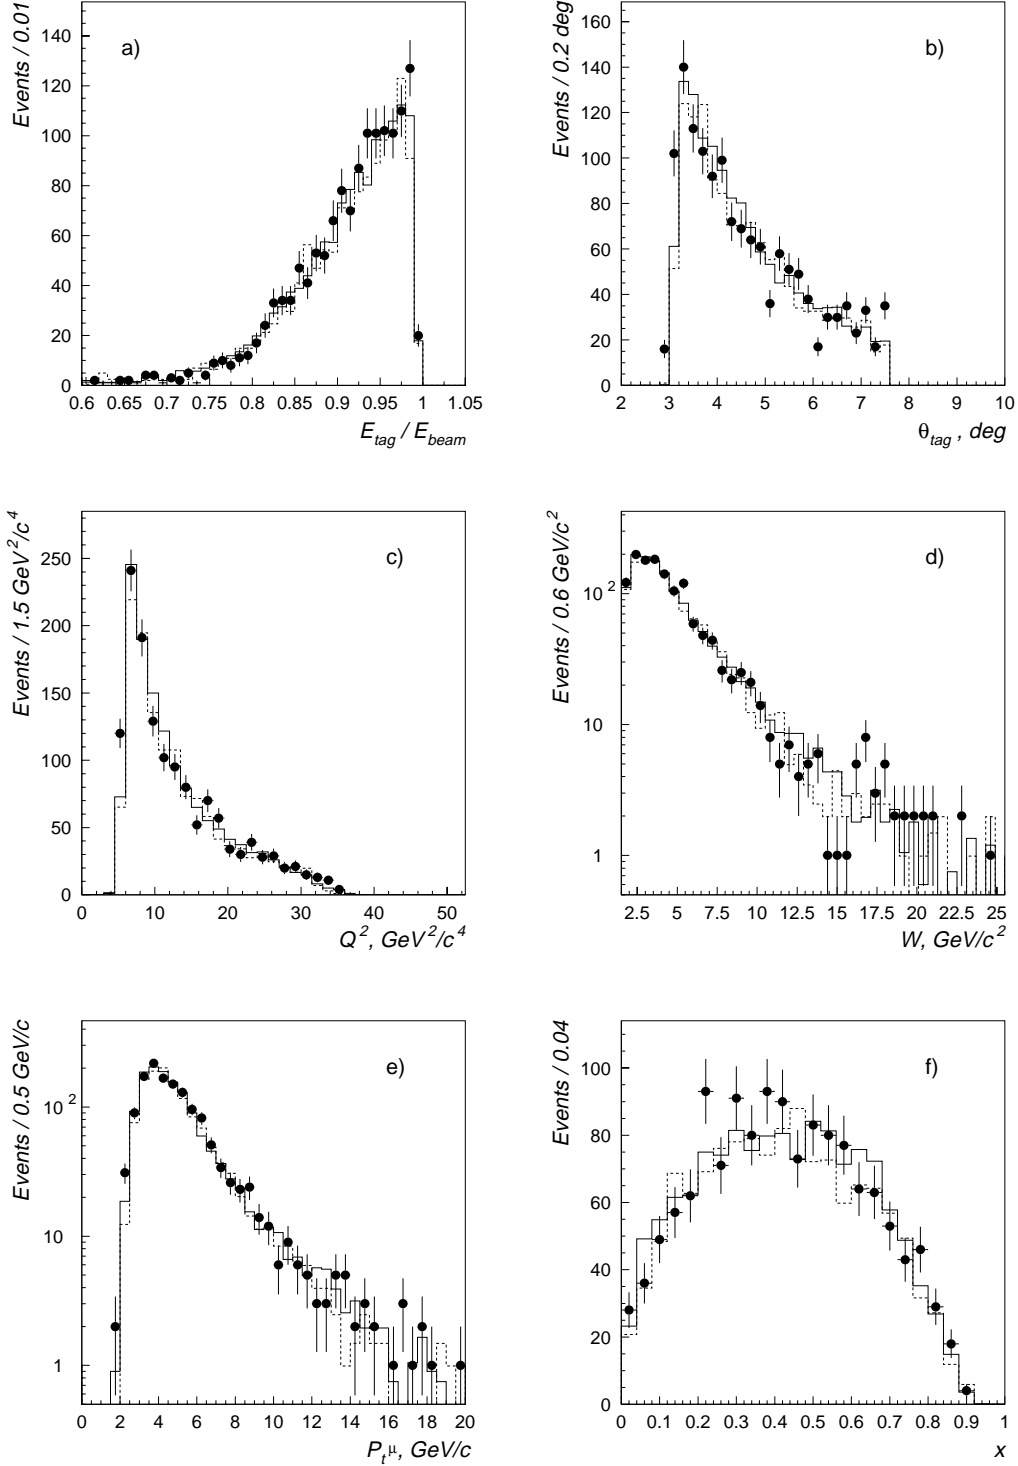 Events / 0.01
a)
140
120
100
80
60
40
20
0
0.6 0.65 0.7 0.75 0.8 0.85 0.9 0.95 1 1.05
E_tag / E_beam
Events / 0.2 deg
b)
160
140
120
100
80
60
40
20
0
2 3 4 5 6 7 8 9 10
θ_tag , deg
Events / 1.5 GeV²/c⁴
c)
250
200
150
100
50
0
0 10 20 30 40 50
Q², GeV²/c⁴
Events / 0.6 GeV/c²
d)
10²
10
1
2.5 5 7.5 10 12.5 15 17.5 20 22.5 25
W, GeV/c²
Events / 0.5 GeV/c
e)
10²
10
1
0 2 4 6 8 10 12 14 16 18 20
P_t^μ, GeV/c
Events / 0.04
f)
100
80
60
40
20
0
0 0.1 0.2 0.3 0.4 0.5 0.6 0.7 0.8 0.9 1
x